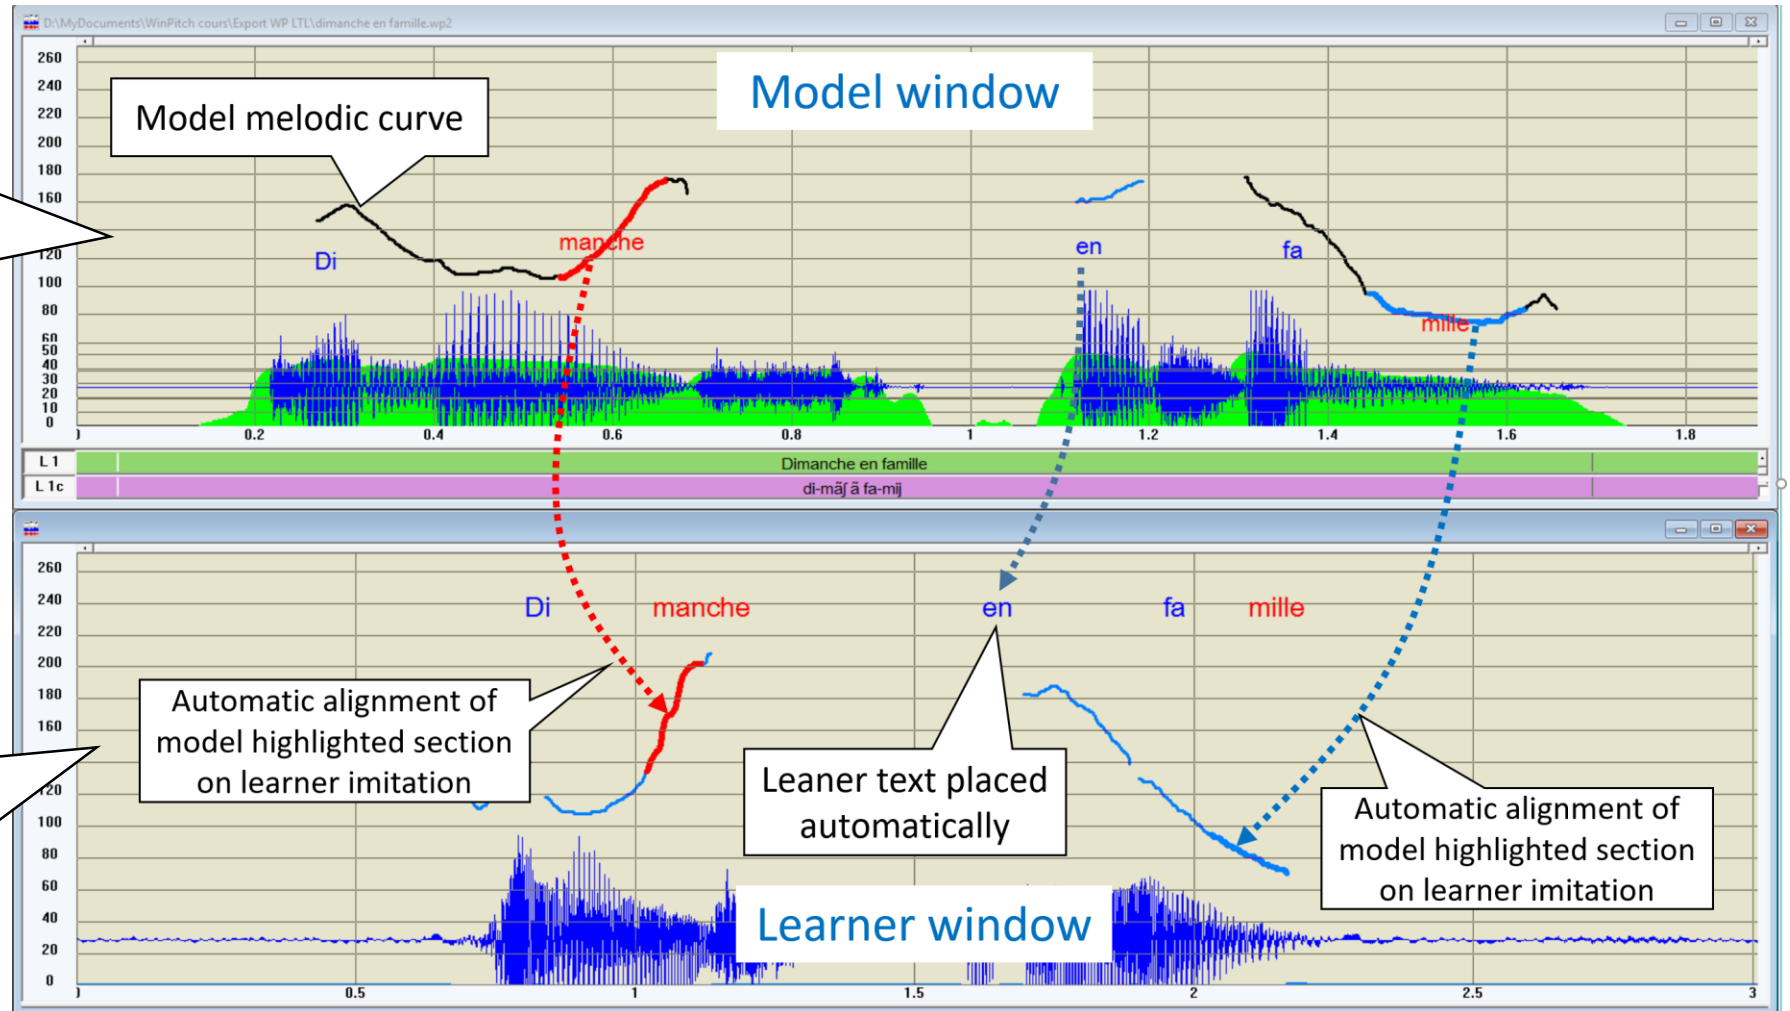 D:\MyDocuments\WinPitch cours\Export WP LTL\dimanche en famille.wp2
260
240
220
200
180
160
120
100
80
60
50
40
30
20
10
0
Model window
Model melodic curve
Di
manche
en
fa
mille
0.2
0.4
0.6
0.8
1
1.2
1.4
1.6
1.8
L 1
Dimanche en famille
L 1c
di-mãʃ ã fa-mij
260
240
220
200
180
160
120
100
80
60
40
20
0
Di
manche
en
fa
mille
Automatic alignment of
model highlighted section
on learner imitation
Leaner text placed
automatically
Automatic alignment of
model highlighted section
on learner imitation
Learner window
0.5
1
1.5
2
2.5
3